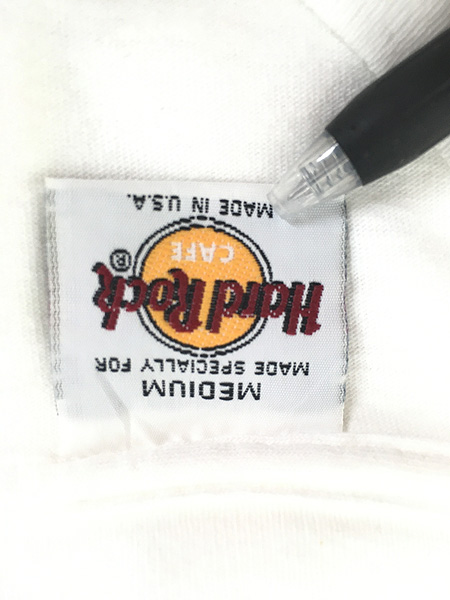 MEDIUM
MADE SPECIALLY FOR
Hard Rock ®
CAFE
MADE IN U.S.A.